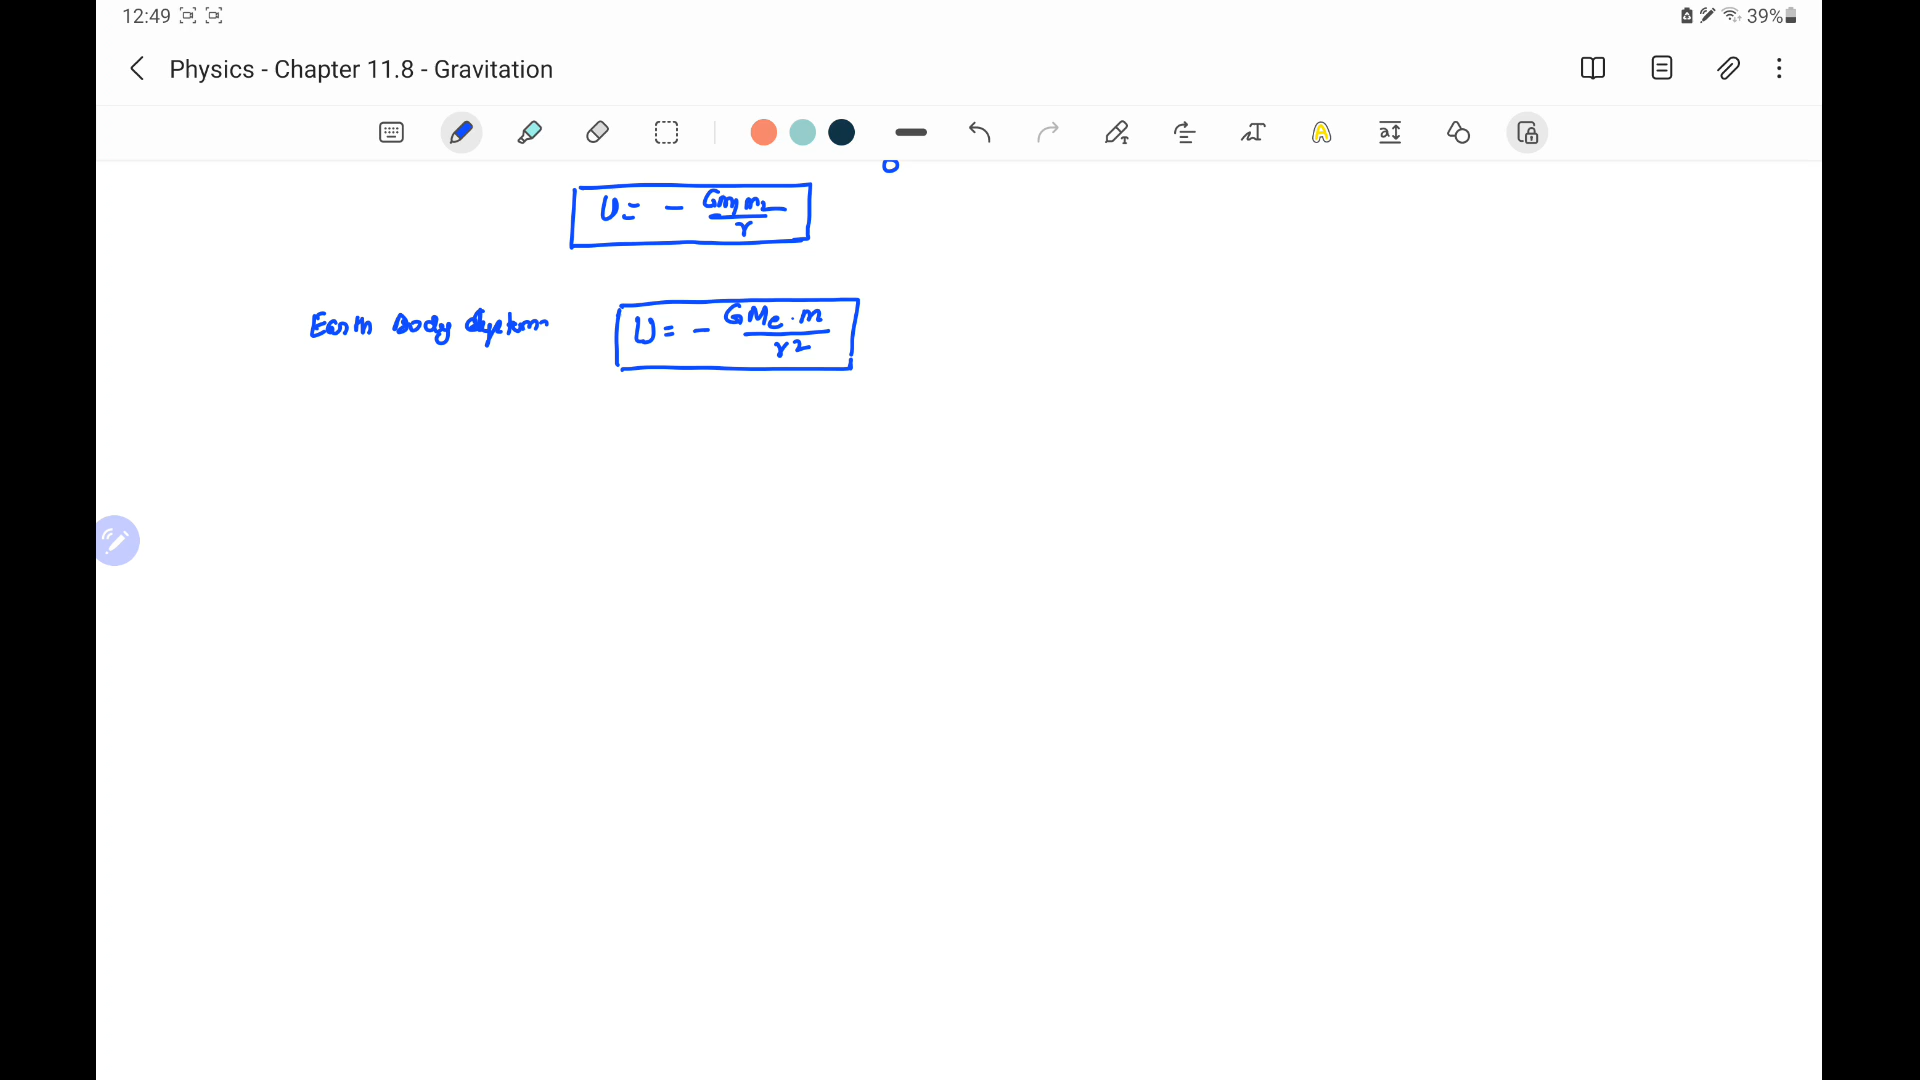 12:49 39%
Physics - Chapter 11.8 - Gravitation
U = - Gm₁m₂/r
Earth Body System U = - GMe·m/r²